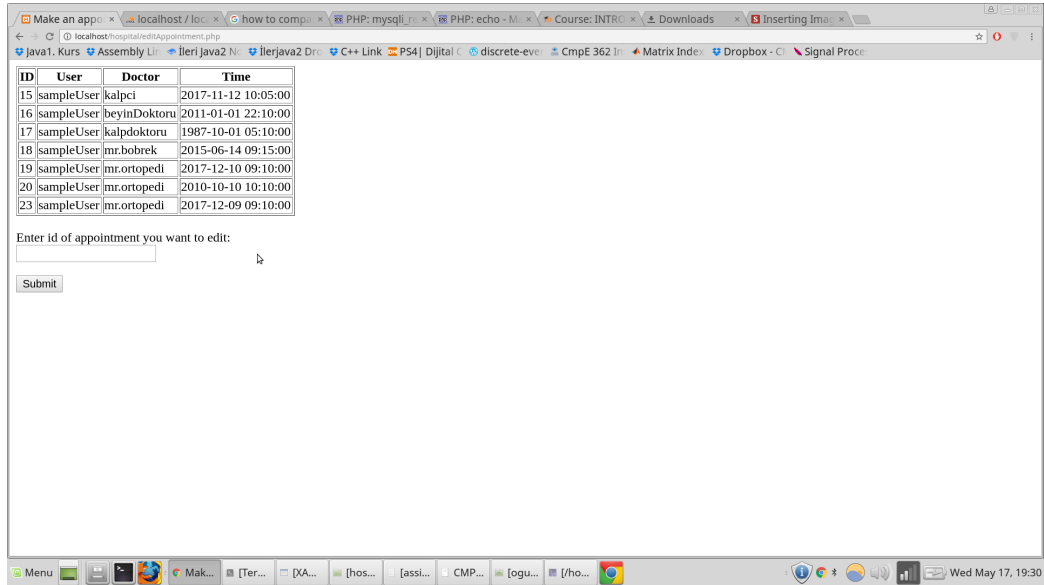 Make an appo
localhost / loc
how to compa
PHP: mysqli_re
PHP: echo - Ma
Course: INTRO
Downloads
Inserting Imag
localhost/hospital/editAppointment.php
Java1. Kurs
Assembly Lin
İleri Java2 No
İlerjava2 Dro
C++ Link
PS4| Dijital C
discrete-even
CmpE 362 In
Matrix Index
Dropbox - C
Signal Proce
ID User Doctor Time
15 sampleUser kalpci 2017-11-12 10:05:00
16 sampleUser beyinDoktoru 2011-01-01 22:10:00
17 sampleUser kalpdoktoru 1987-10-01 05:10:00
18 sampleUser mr.bobrek 2015-06-14 09:15:00
19 sampleUser mr.ortopedi 2017-12-10 09:10:00
20 sampleUser mr.ortopedi 2010-10-10 10:10:00
23 sampleUser mr.ortopedi 2017-12-09 09:10:00
Enter id of appointment you want to edit:
Submit
Menu
Mak...
[Ter...
[XA...
[hos...
[assi...
CMP...
[ogu...
[/ho...
Wed May 17, 19:30